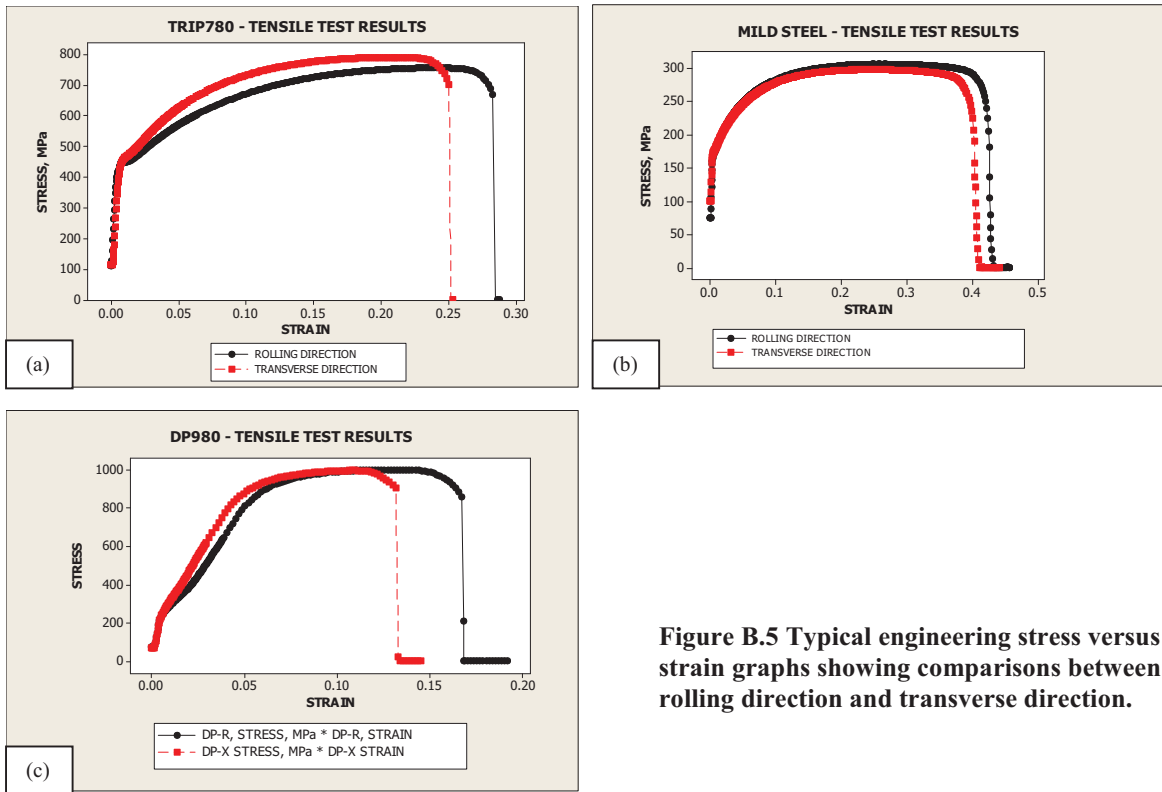 TRIP780 - TENSILE TEST RESULTS
800
700
600
500
400
300
200
100
0
STRESS, MPa
0.00 0.05 0.10 0.15 0.20 0.25 0.30
STRAIN
ROLLING DIRECTION
TRANSVERSE DIRECTION
(a)
MILD STEEL - TENSILE TEST RESULTS
300
250
200
150
100
50
0
STRESS, MPa
0.0 0.1 0.2 0.3 0.4 0.5
STRAIN
ROLLING DIRECTION
TRANSVERSE DIRECTION
(b)
DP980 - TENSILE TEST RESULTS
1000
800
600
400
200
0
STRESS
0.00 0.05 0.10 0.15 0.20
STRAIN
DP-R, STRESS, MPa * DP-R, STRAIN
DP-X STRESS, MPa * DP-X STRAIN
(c)
Figure B.5 Typical engineering stress versus
strain graphs showing comparisons between
rolling direction and transverse direction.